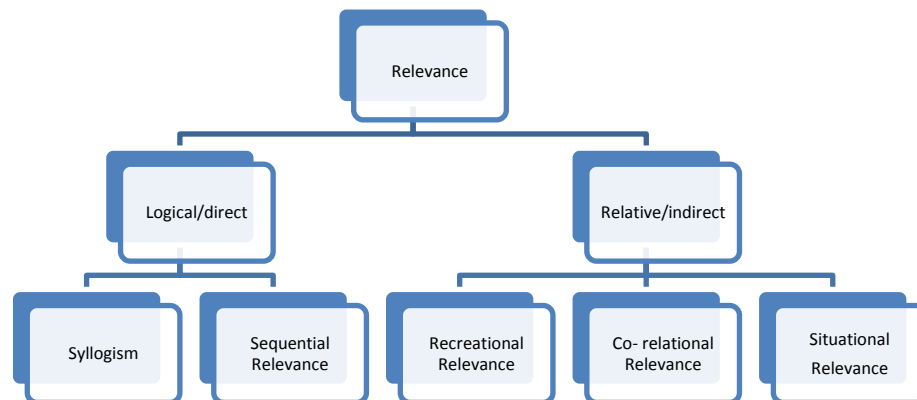 Relevance
Logical/direct
Relative/indirect
Syllogism
Sequential
Relevance
Recreational
Relevance
Co- relational
Relevance
Situational
Relevance